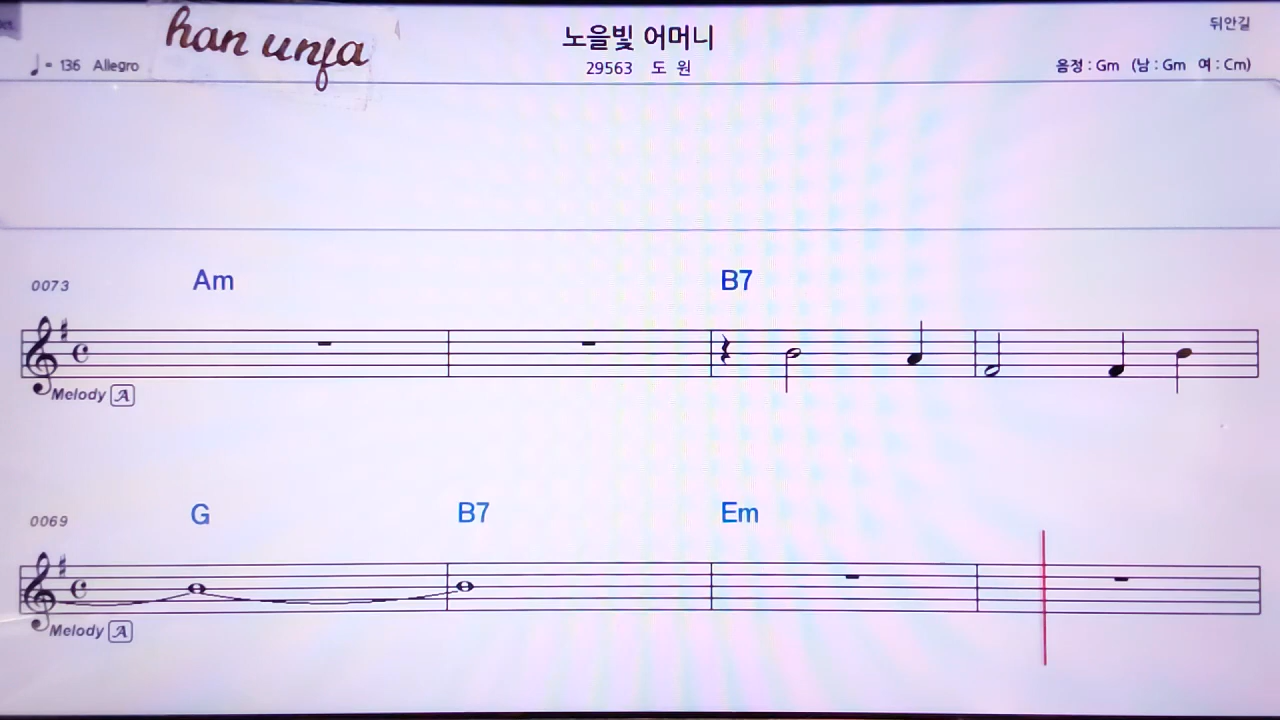 han unfa
노을빛 어머니
뒤안길
♩= 136 Allegro
29563 도 원
음정 : Gm (남 : Gm 여 : Cm)
0073 Am B7
Melody A
0069 G B7 Em
Melody A